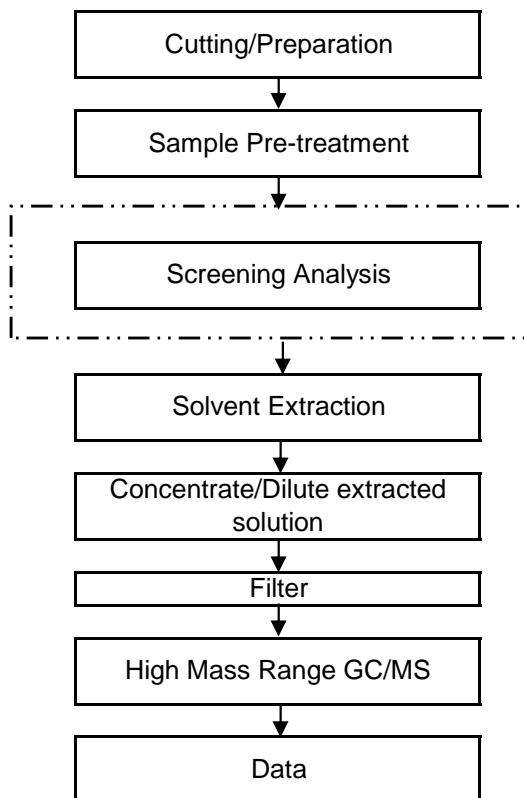 Cutting/Preparation
Sample Pre-treatment
Screening Analysis
Solvent Extraction
Concentrate/Dilute extracted
solution
Filter
High Mass Range GC/MS
Data